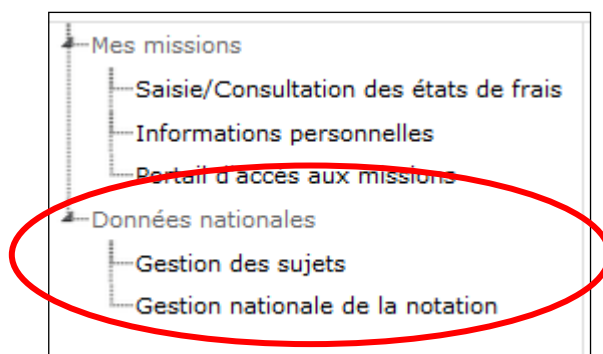 Mes missions
Saisie/Consultation des états de frais
Informations personnelles
Portail d'accès aux missions
Données nationales
Gestion des sujets
Gestion nationale de la notation